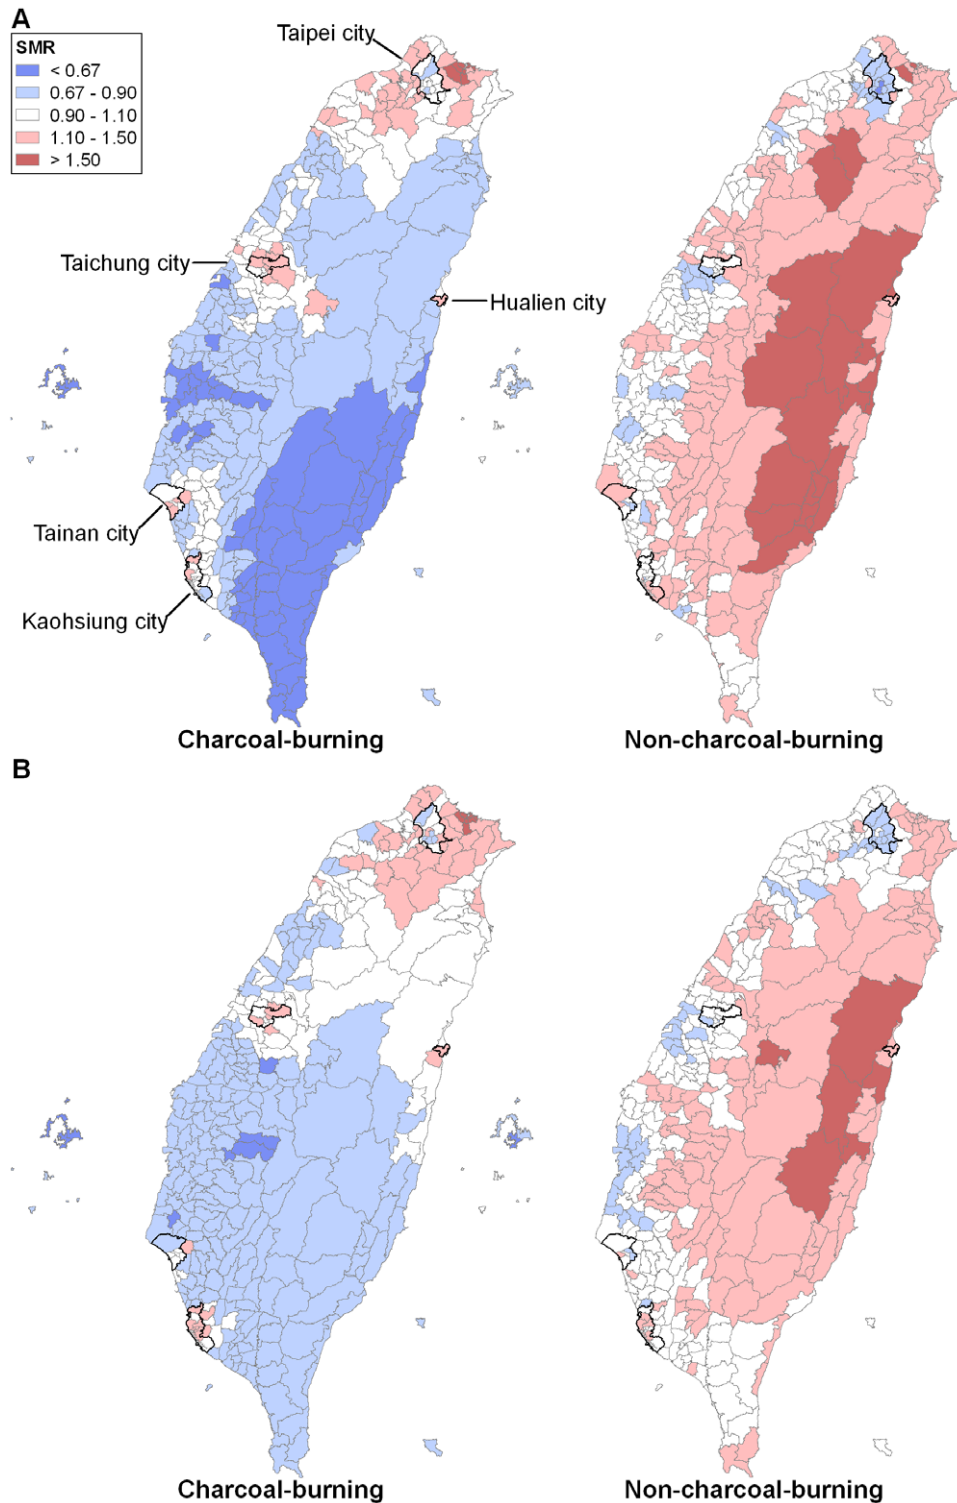 A
SMR
< 0.67
0.67 - 0.90
0.90 - 1.10
1.10 - 1.50
> 1.50
Taipei city
Taichung city
Hualien city
Tainan city
Kaohsiung city
Charcoal-burning
Non-charcoal-burning
B
Charcoal-burning
Non-charcoal-burning